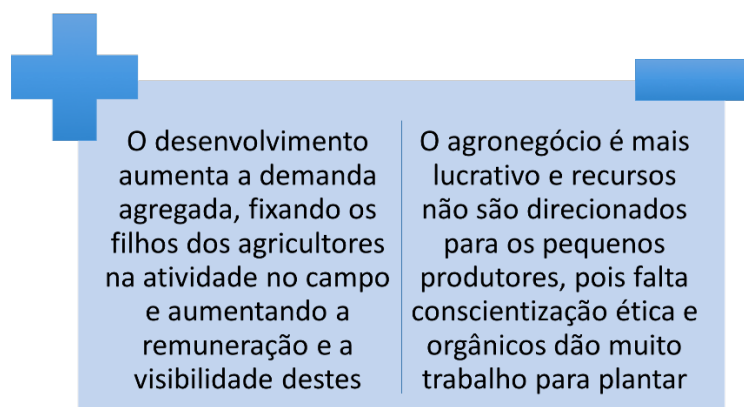 O desenvolvimento
aumenta a demanda
agregada, fixando os
filhos dos agricultores
na atividade no campo
e aumentando a
remuneração e a
visibilidade destes
O agronegócio é mais
lucrativo e recursos
não são direcionados
para os pequenos
produtores, pois falta
conscientização ética e
orgânicos dão muito
trabalho para plantar